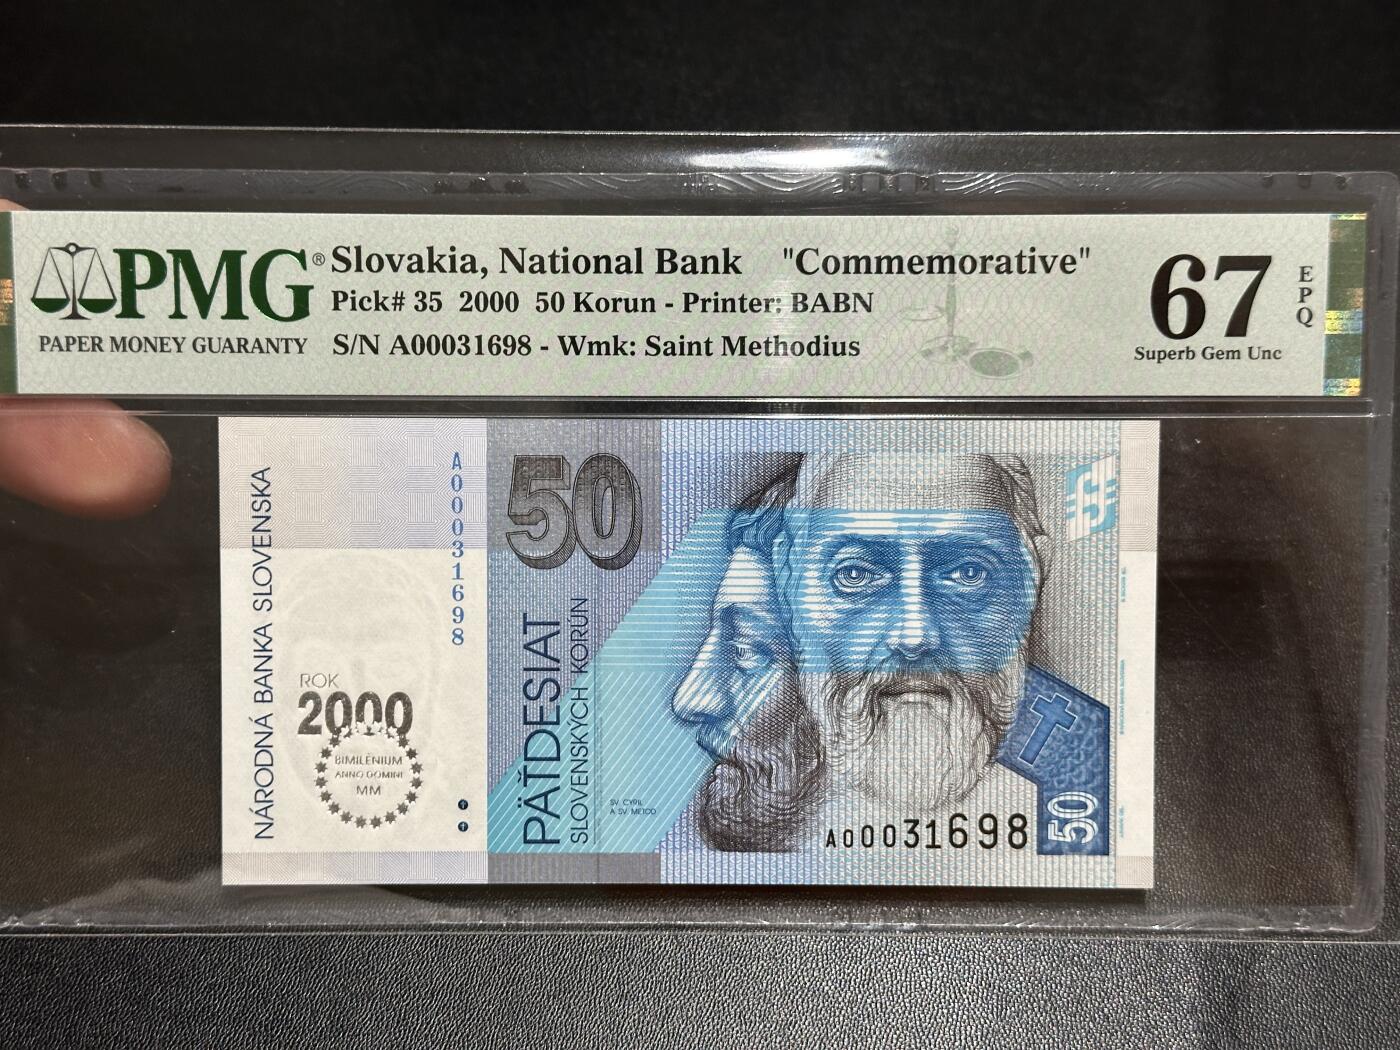 PMG®
PAPER MONEY GUARANTY
Slovakia, National Bank "Commemorative"
Pick# 35 2000 50 Korun - Printer: BABN
S/N A00031698 - Wmk: Saint Methodius
67
EPQ
Superb Gem Unc
NÁRODNÁ BANKA SLOVENSKA
A00031698
ROK
2000
BIMILÉNIUM
ANNO DOMINI
MM
50
PÄŤDESIAT
SLOVENSKÝCH KORÚN
SV. CYRIL
A SV. METOD
A00031698
50